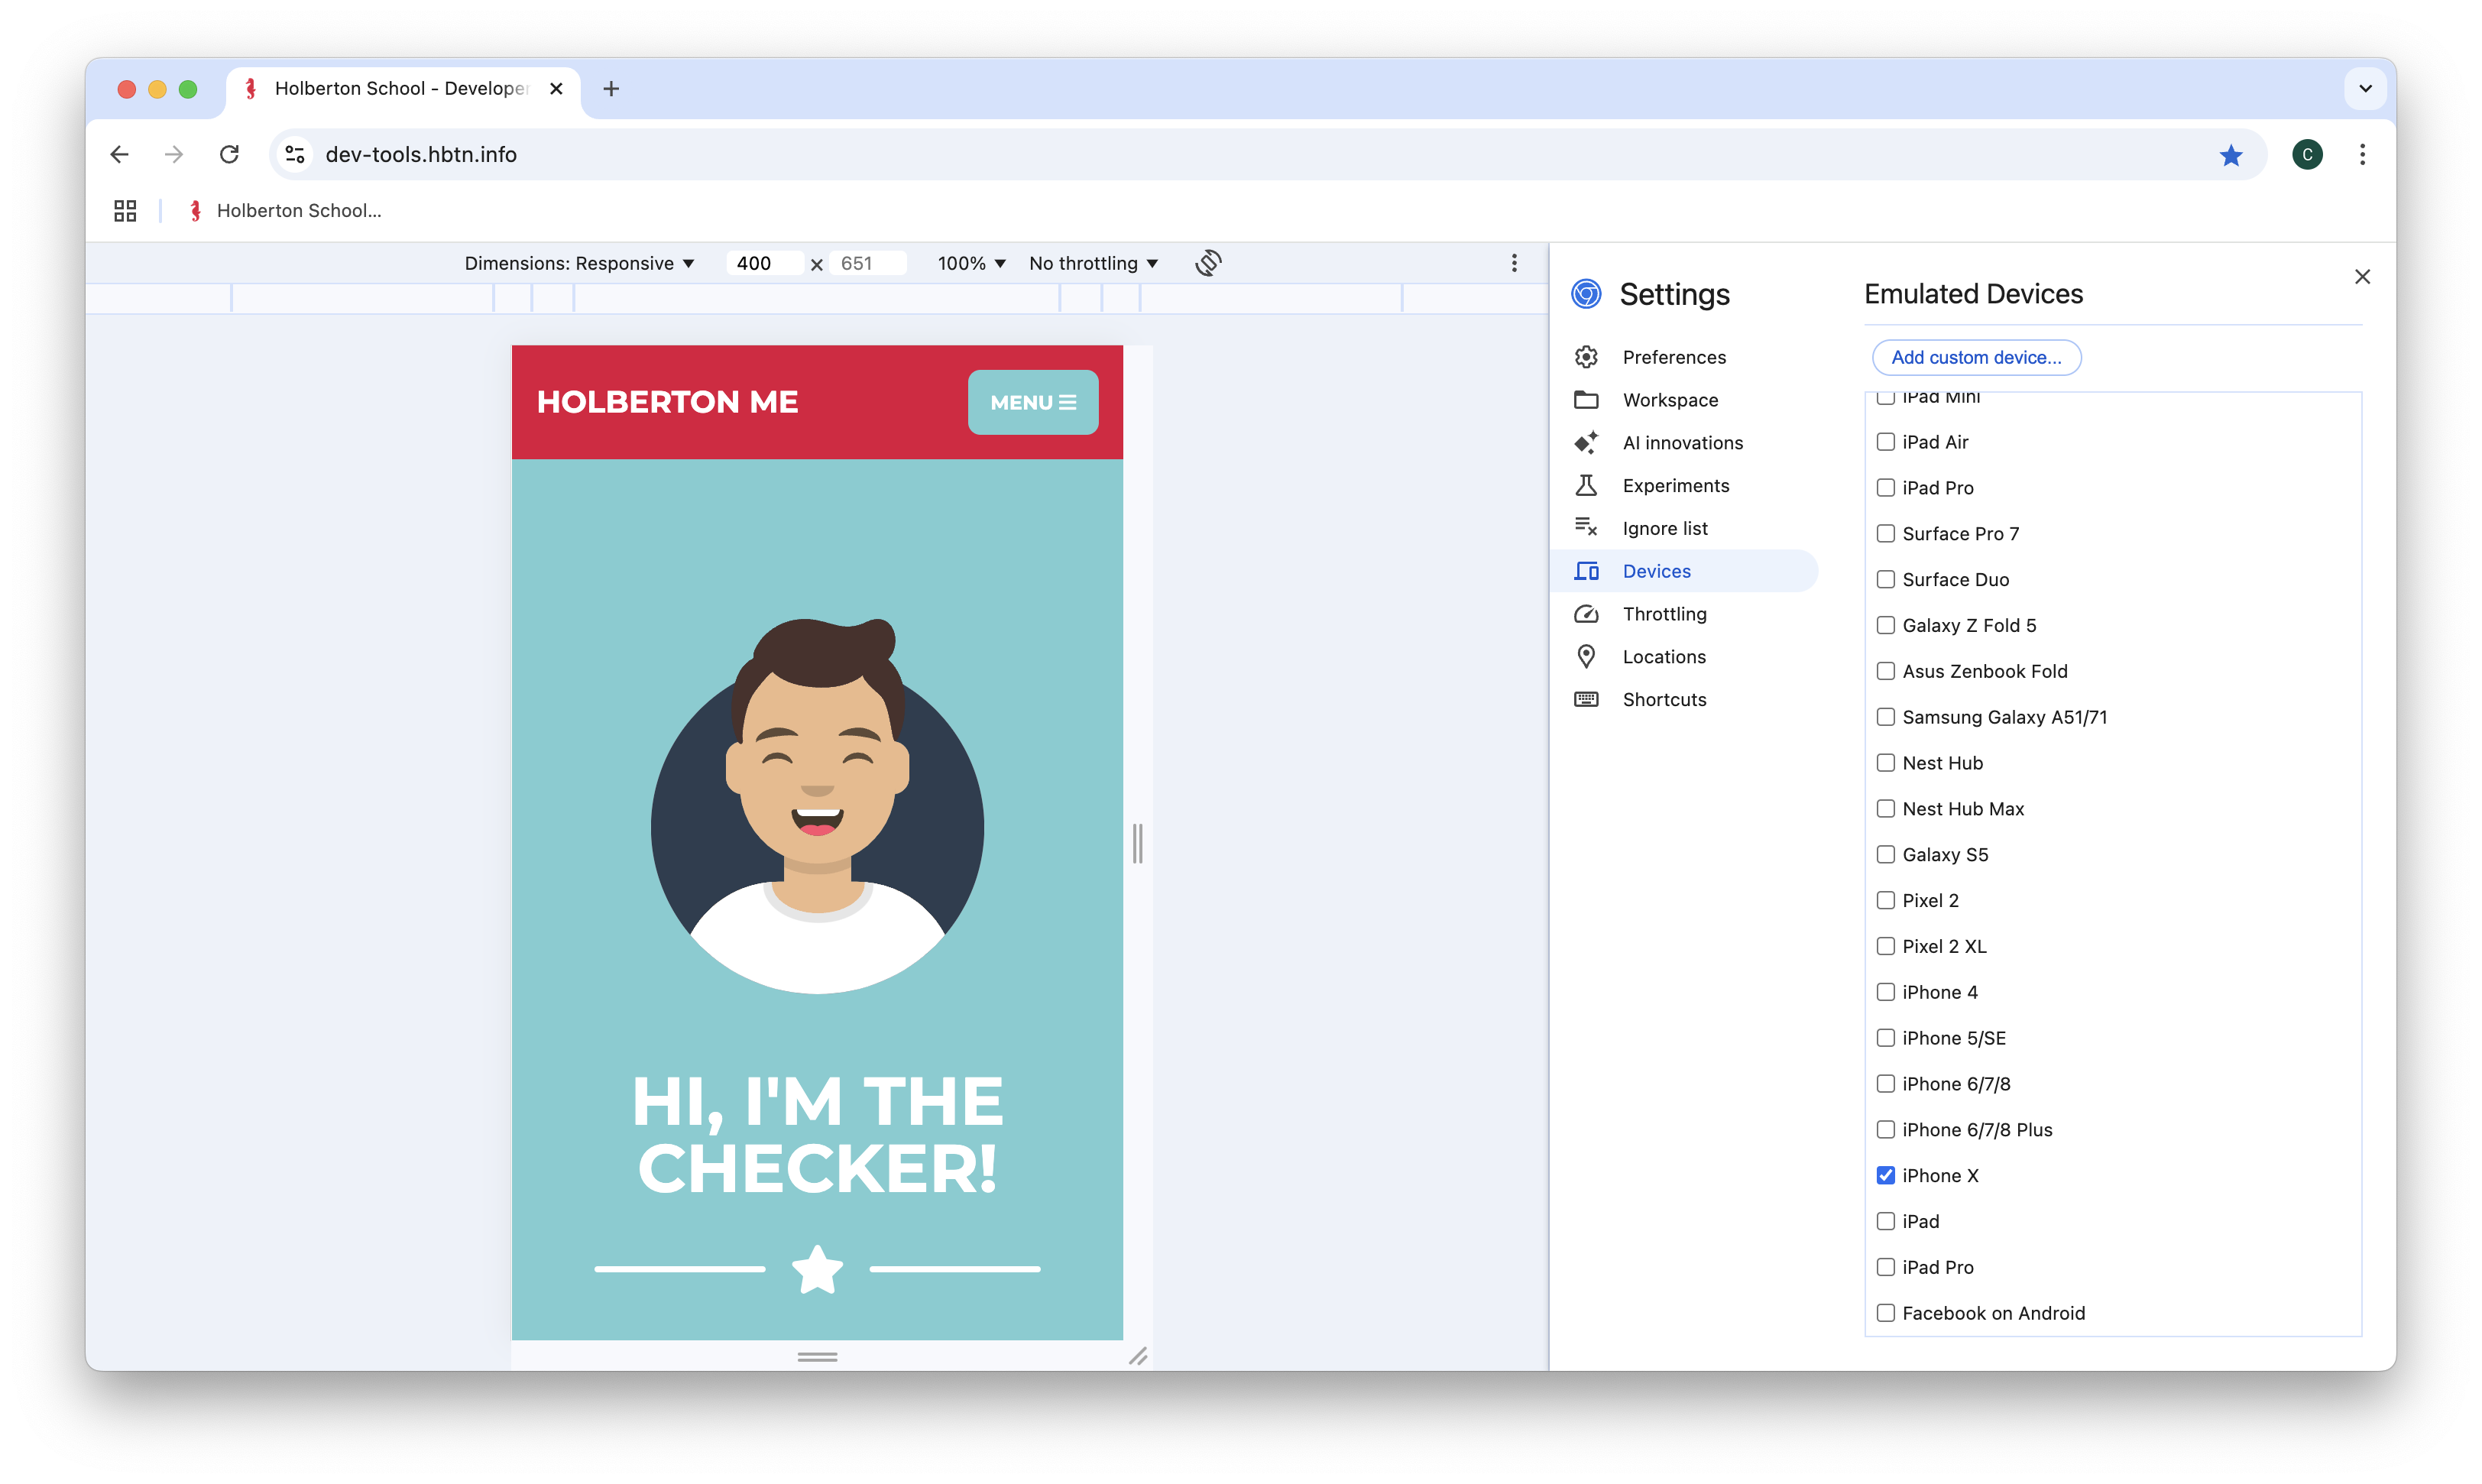 Holberton School - Developer
dev-tools.hbtn.info
C
Holberton School...
Dimensions: Responsive
400 x 651
100%
No throttling
HOLBERTON ME
MENU
HI, I'M THE
CHECKER!
Settings
Preferences
Workspace
AI innovations
Experiments
Ignore list
Devices
Throttling
Locations
Shortcuts
Emulated Devices
Add custom device...
iPad Mini
iPad Air
iPad Pro
Surface Pro 7
Surface Duo
Galaxy Z Fold 5
Asus Zenbook Fold
Samsung Galaxy A51/71
Nest Hub
Nest Hub Max
Galaxy S5
Pixel 2
Pixel 2 XL
iPhone 4
iPhone 5/SE
iPhone 6/7/8
iPhone 6/7/8 Plus
iPhone X
iPad
iPad Pro
Facebook on Android